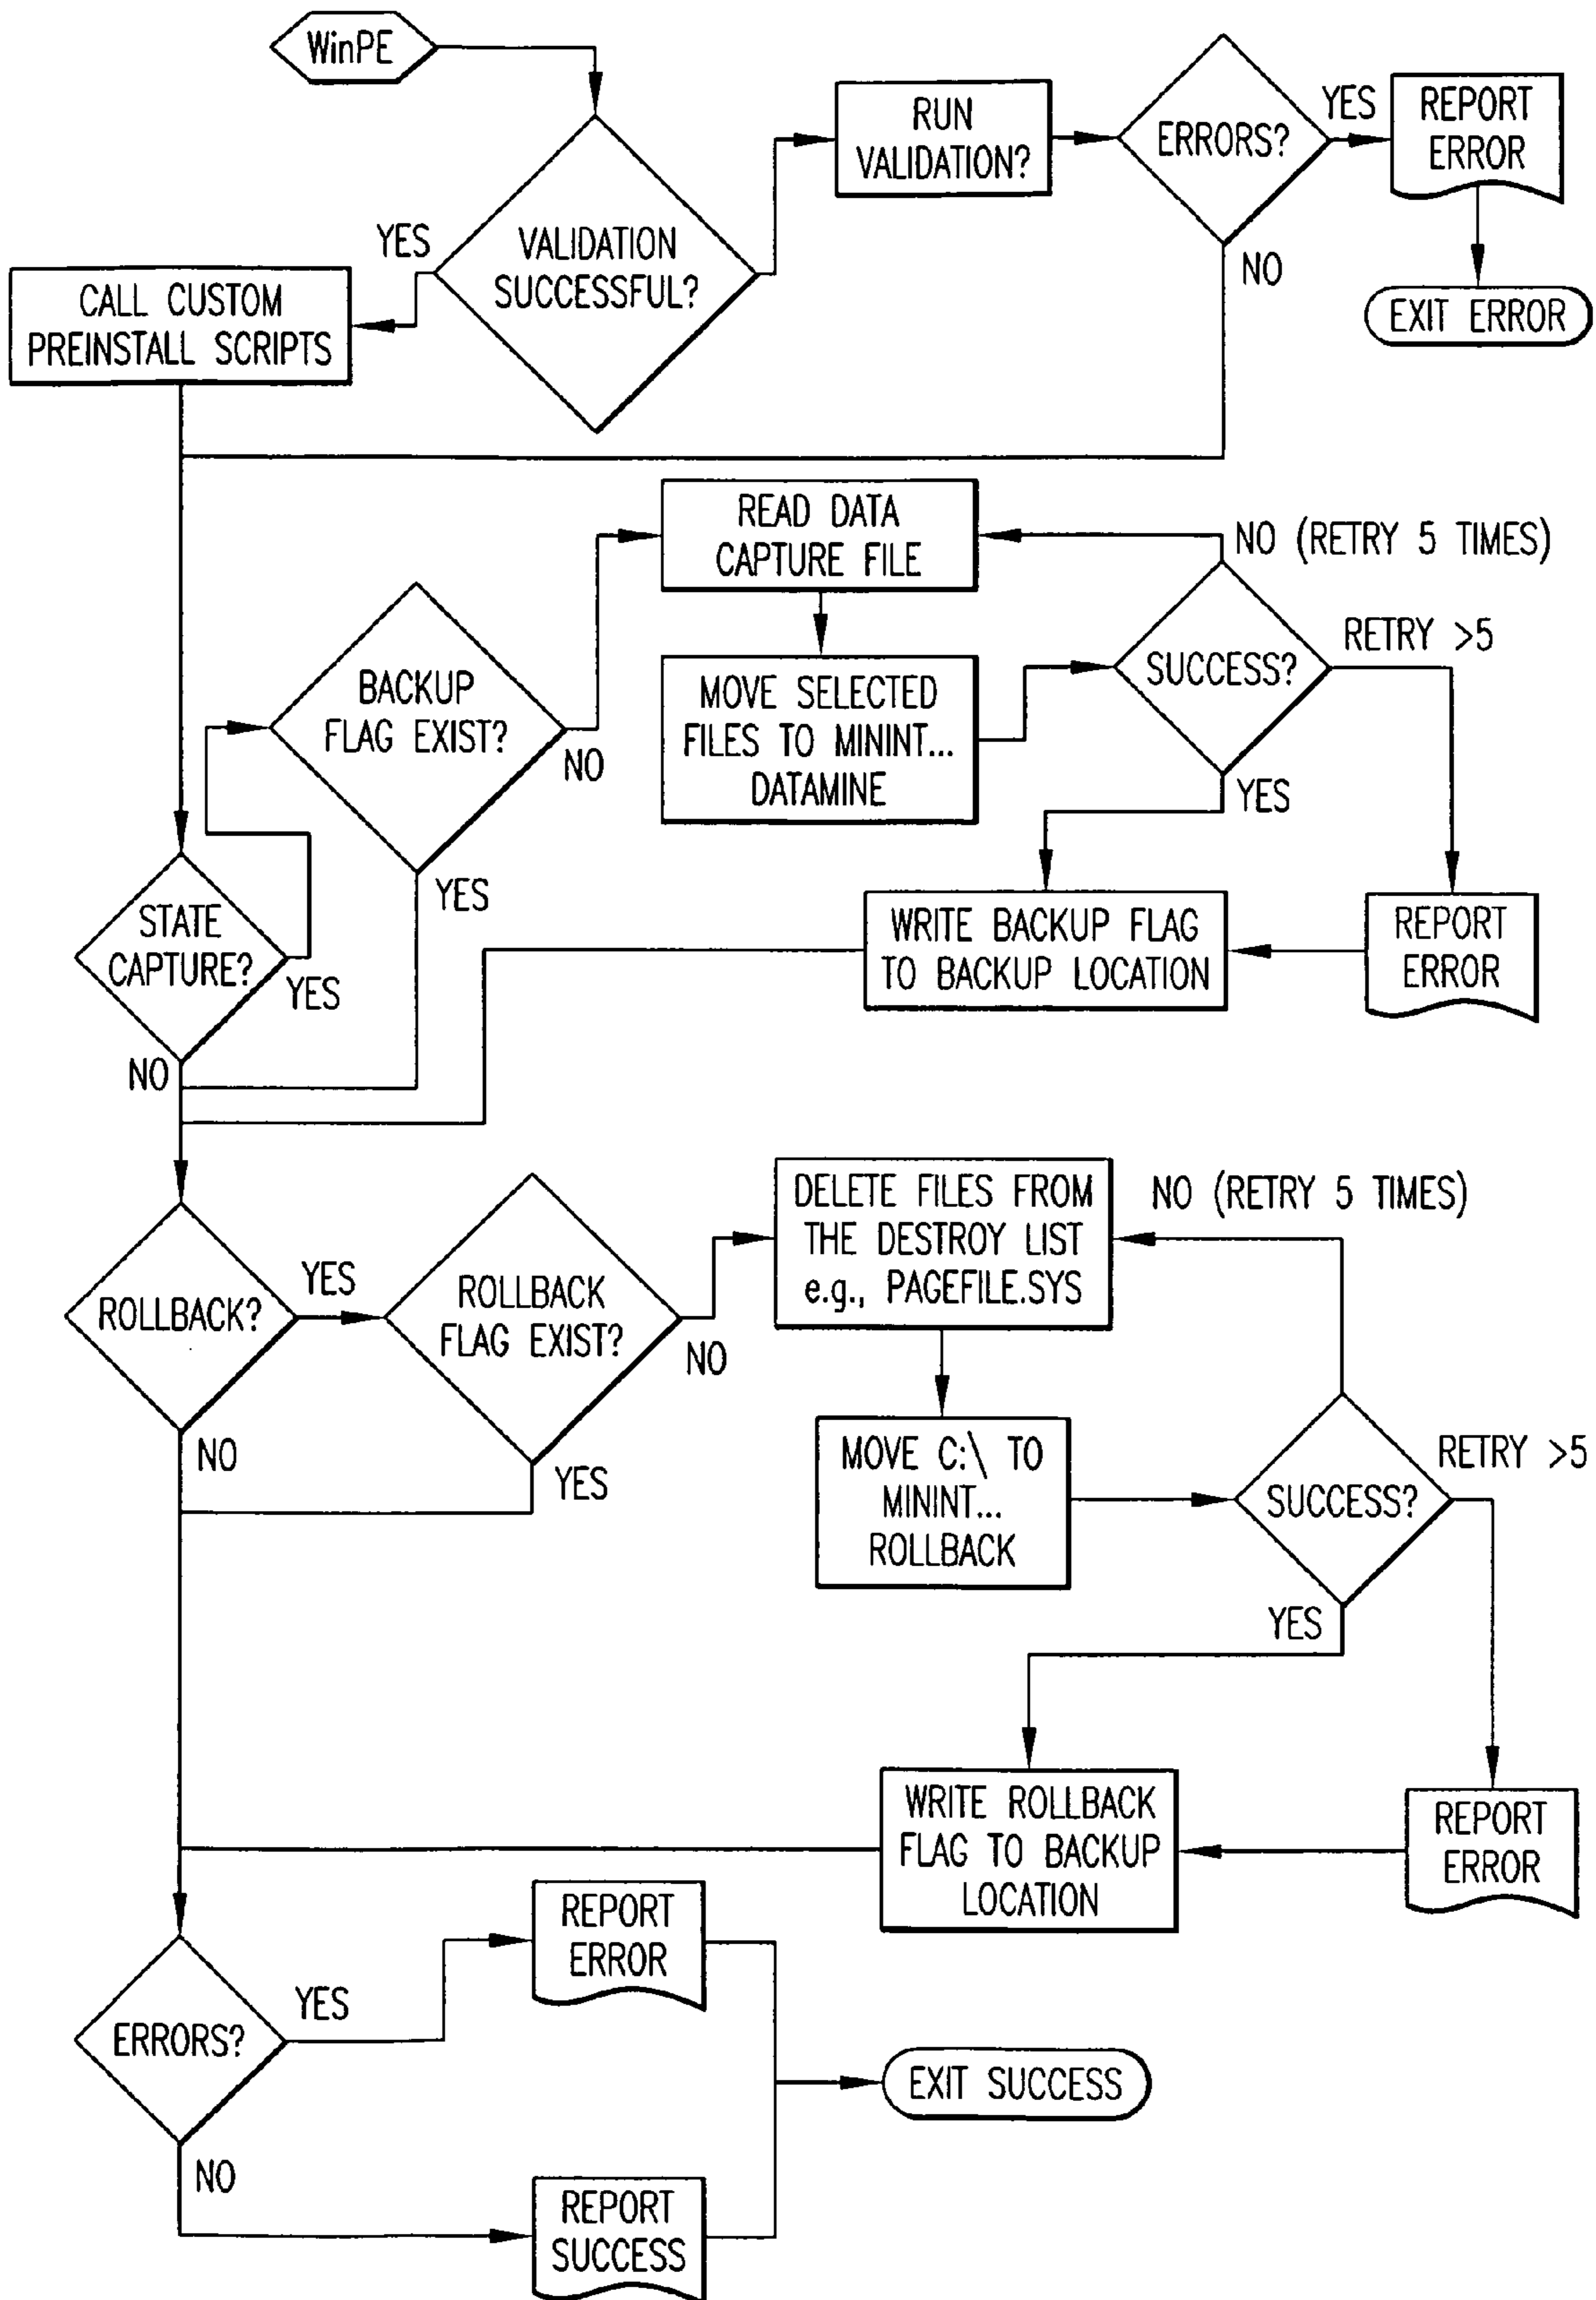 WinPE
VALIDATION
SUCCESSFUL?
YES
CALL CUSTOM
PREINSTALL SCRIPTS
RUN
VALIDATION?
ERRORS?
YES
REPORT
ERROR
NO
EXIT ERROR
READ DATA
CAPTURE FILE
NO (RETRY 5 TIMES)
BACKUP
FLAG EXIST?
NO
YES
MOVE SELECTED
FILES TO MININT...
DATAMINE
SUCCESS?
RETRY >5
YES
STATE
CAPTURE?
YES
NO
WRITE BACKUP FLAG
TO BACKUP LOCATION
REPORT
ERROR
ROLLBACK?
YES
NO
ROLLBACK
FLAG EXIST?
NO
YES
DELETE FILES FROM
THE DESTROY LIST
e.g., PAGEFILE.SYS
NO (RETRY 5 TIMES)
MOVE C:\ TO
MININT...
ROLLBACK
SUCCESS?
RETRY >5
YES
WRITE ROLLBACK
FLAG TO BACKUP
LOCATION
REPORT
ERROR
ERRORS?
YES
REPORT
ERROR
EXIT SUCCESS
NO
REPORT
SUCCESS